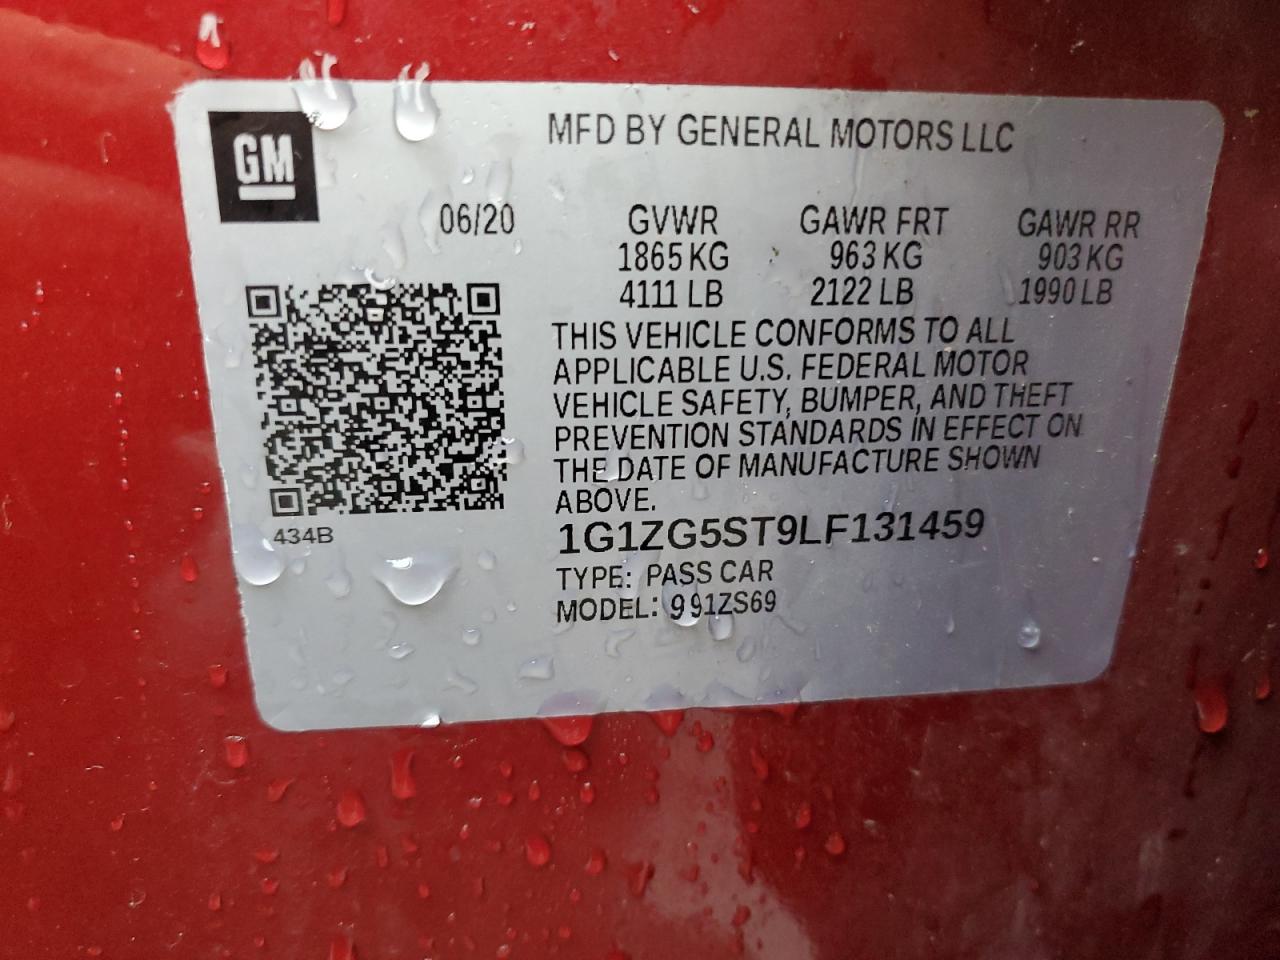 GM
MFD BY GENERAL MOTORS LLC
06/20
GVWR GAWR FRT GAWR RR
1865 KG 963 KG 903 KG
4111 LB 2122 LB 1990 LB
THIS VEHICLE CONFORMS TO ALL
APPLICABLE U.S. FEDERAL MOTOR
VEHICLE SAFETY, BUMPER, AND THEFT
PREVENTION STANDARDS IN EFFECT ON
THE DATE OF MANUFACTURE SHOWN
ABOVE.
434B
1G1ZG5ST9LF131459
TYPE: PASS CAR
MODEL: 991ZS69